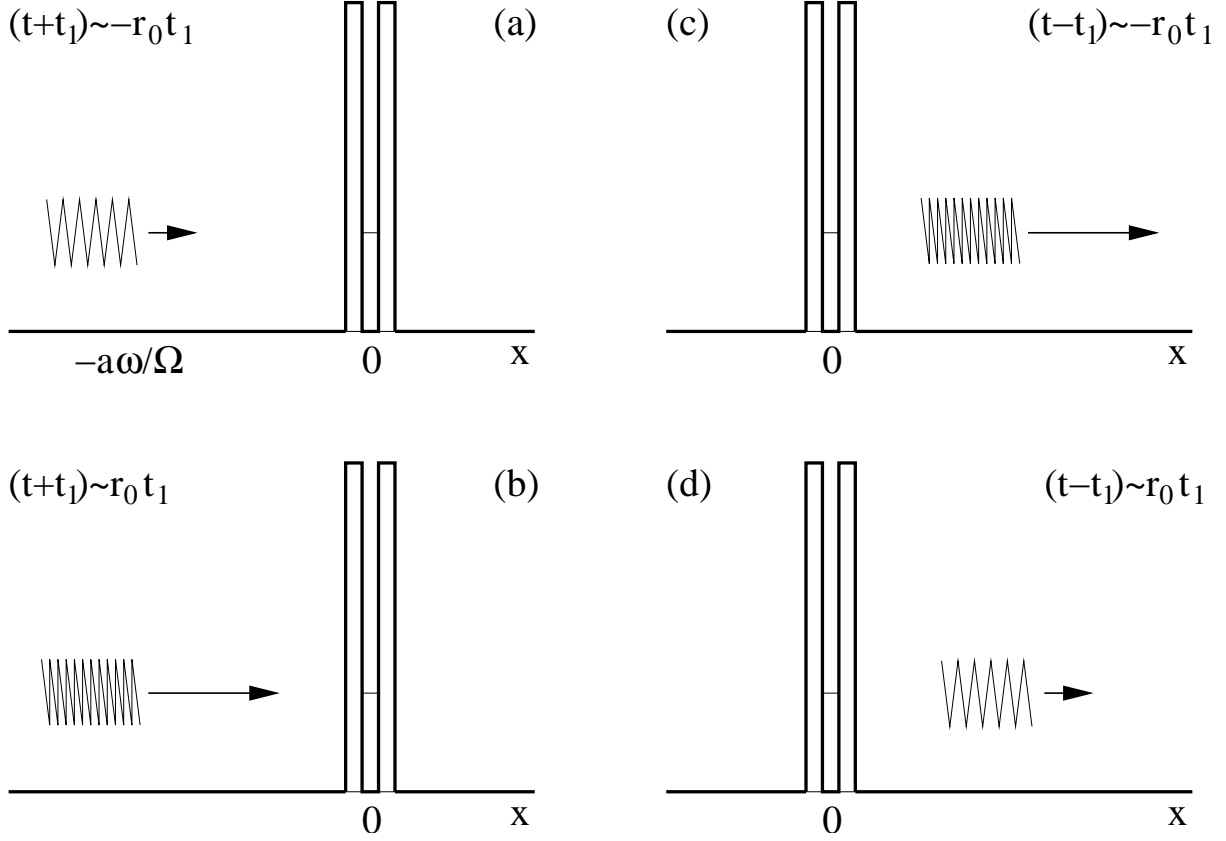 (t+t₁)~−r₀t₁ (a)
−aω/Ω 0 x
(c) (t−t₁)~−r₀t₁
0 x
(t+t₁)~r₀t₁ (b)
0 x
(d) (t−t₁)~r₀t₁
0 x